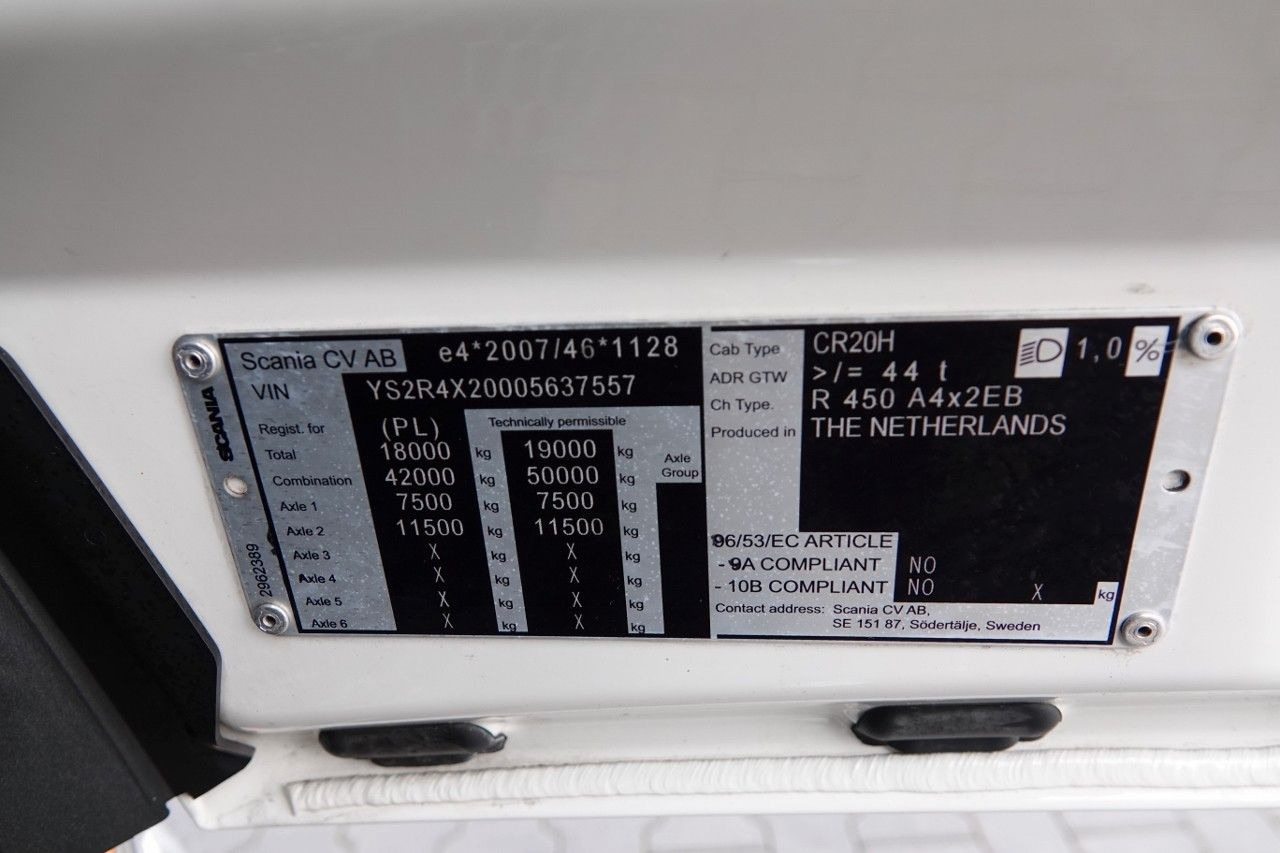 Scania CV AB e4*2007/46*1128
VIN YS2R4X20005637557
Regist. for (PL) Technically permissible
Total 18000 kg 19000 kg
Combination 42000 kg 50000 kg Axle Group
Axle 1 7500 kg 7500 kg
Axle 2 11500 kg 11500 kg
Axle 3 X kg X kg
Axle 4 X kg X kg
Axle 5 X kg X kg
Axle 6 X kg X kg
SCANIA
2962389
Cab Type CR20H 1,0 %
ADR GTW >/= 44 t
Ch Type. R 450 A4x2EB
Produced in THE NETHERLANDS
96/53/EC ARTICLE
- 9A COMPLIANT NO
- 10B COMPLIANT NO X kg
Contact address: Scania CV AB,
SE 151 87, Södertälje, Sweden